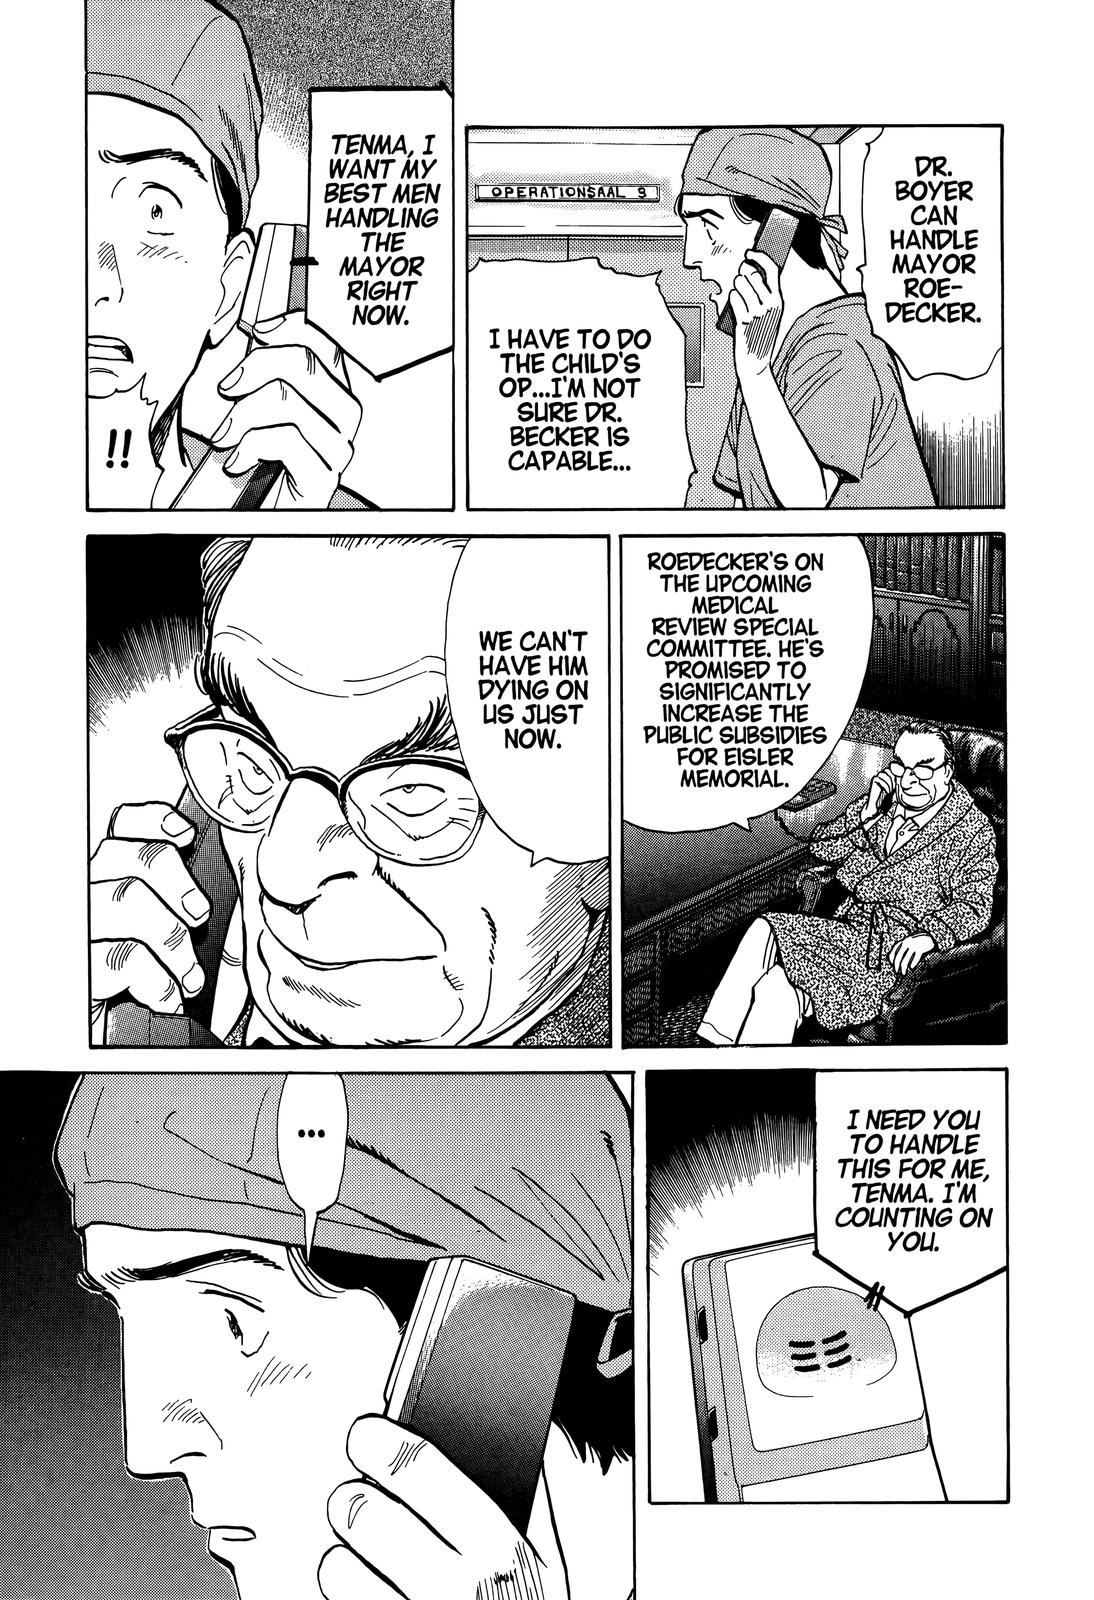 DR.
BOYER
CAN
HANDLE
MAYOR
ROE-
DECKER.
OPERATIONSAAL 3
I HAVE TO DO
THE CHILD'S
OP...I'M NOT
SURE DR.
BECKER IS
CAPABLE...
TENMA, I
WANT MY
BEST MEN
HANDLING
THE
MAYOR
RIGHT
NOW.
!!
ROEDECKER'S ON
THE UPCOMING
MEDICAL
REVIEW SPECIAL
COMMITTEE. HE'S
PROMISED TO
SIGNIFICANTLY
INCREASE THE
PUBLIC SUBSIDIES
FOR EISLER
MEMORIAL.
WE CAN'T
HAVE HIM
DYING ON
US JUST
NOW.
I NEED YOU
TO HANDLE
THIS FOR ME,
TENMA. I'M
COUNTING ON
YOU.
...